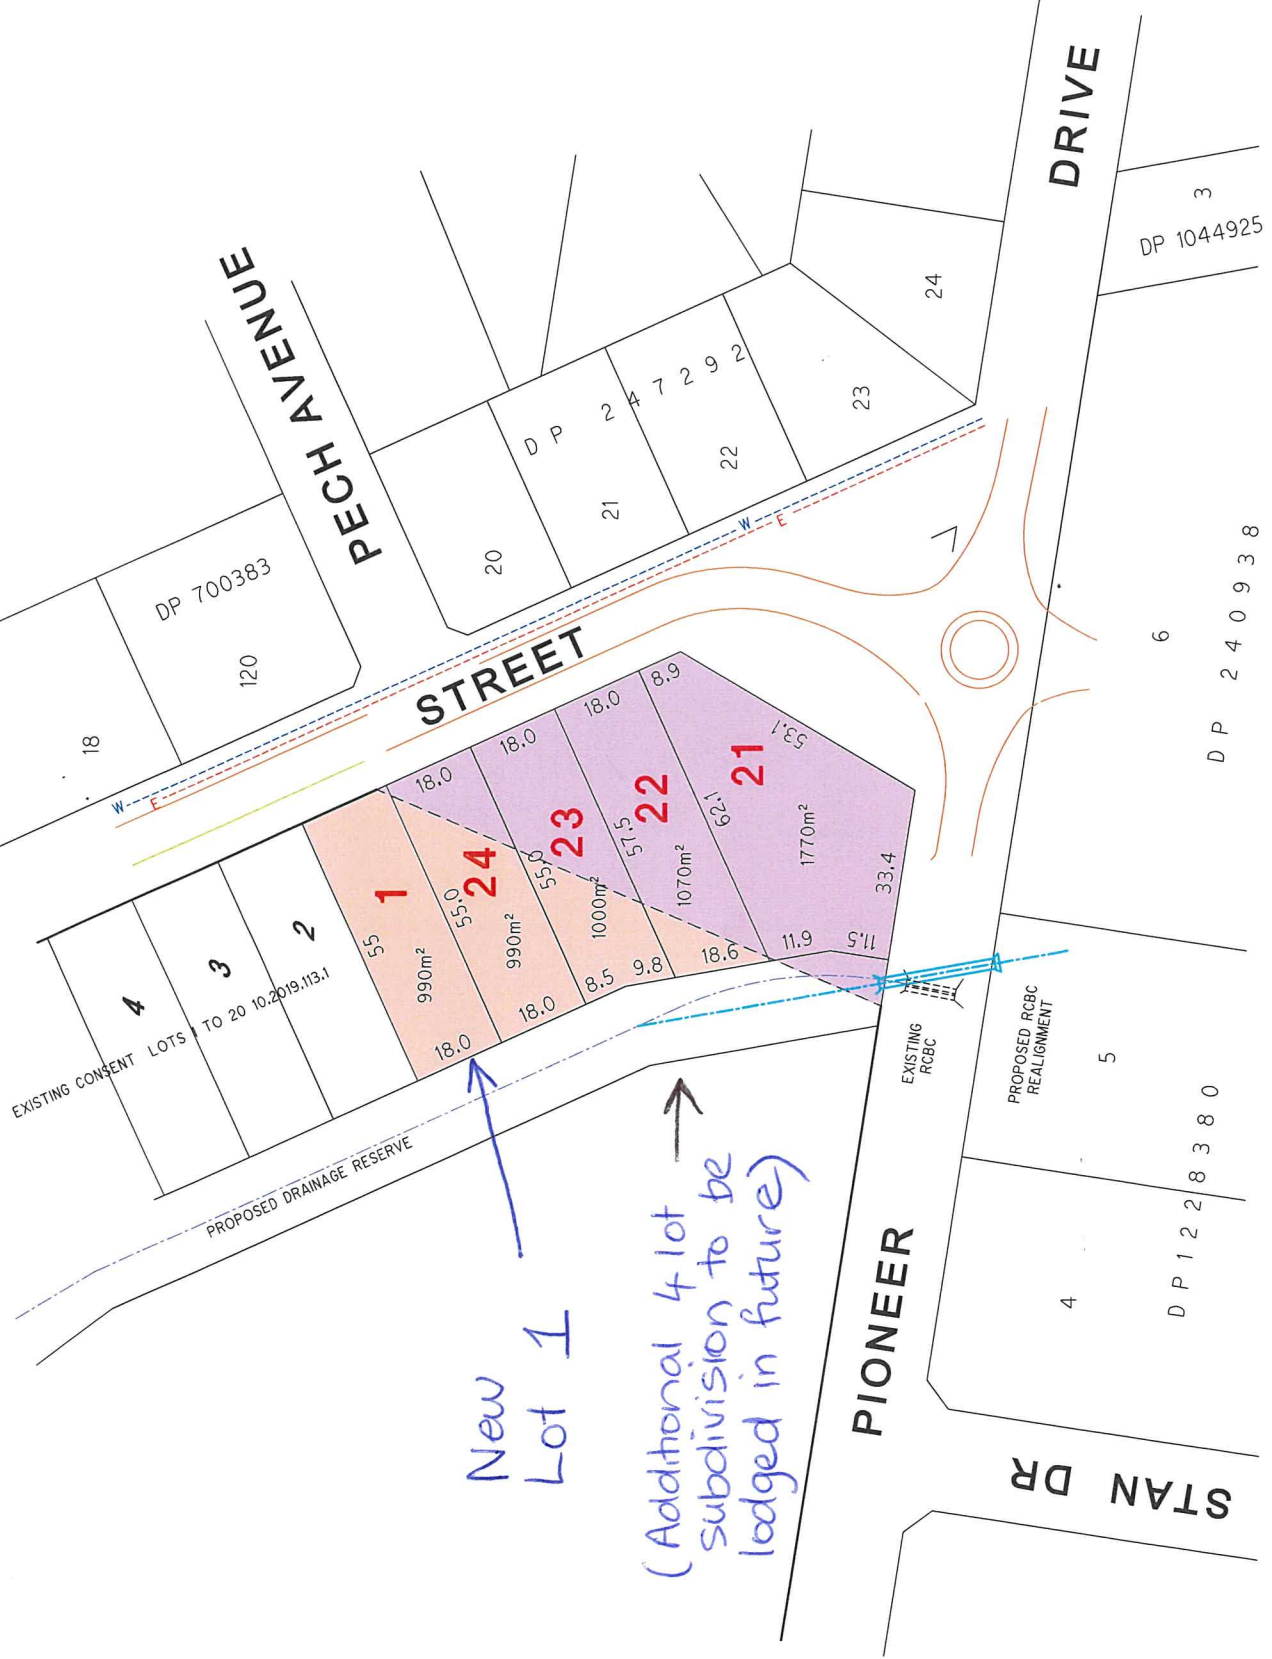 PECH AVENUE
STREET
PIONEER
DRIVE
STAN DR
18
DP 700383
120
20
DP 247292
21
22
23
24
3
DP 1044925
6
DP 240938
5
4
DP1228380
W
E
W
E
EXISTING CONSENT LOTS 1 TO 20 10.2019.113.1
4
3
2
1
55
990m²
18.0
24
55.0
990m²
18.0
18.0
23
55.0
1000m²
18.0
8.5
9.8
22
57.5
1070m²
18.0
18.6
21
62.1
1770m²
8.9
53.1
33.4
11.9
11.5
PROPOSED DRAINAGE RESERVE
EXISTING
RCBC
PROPOSED RCBC
REALIGNMENT
New
Lot 1
(Additional 4 lot
subdivision to be
lodged in future)